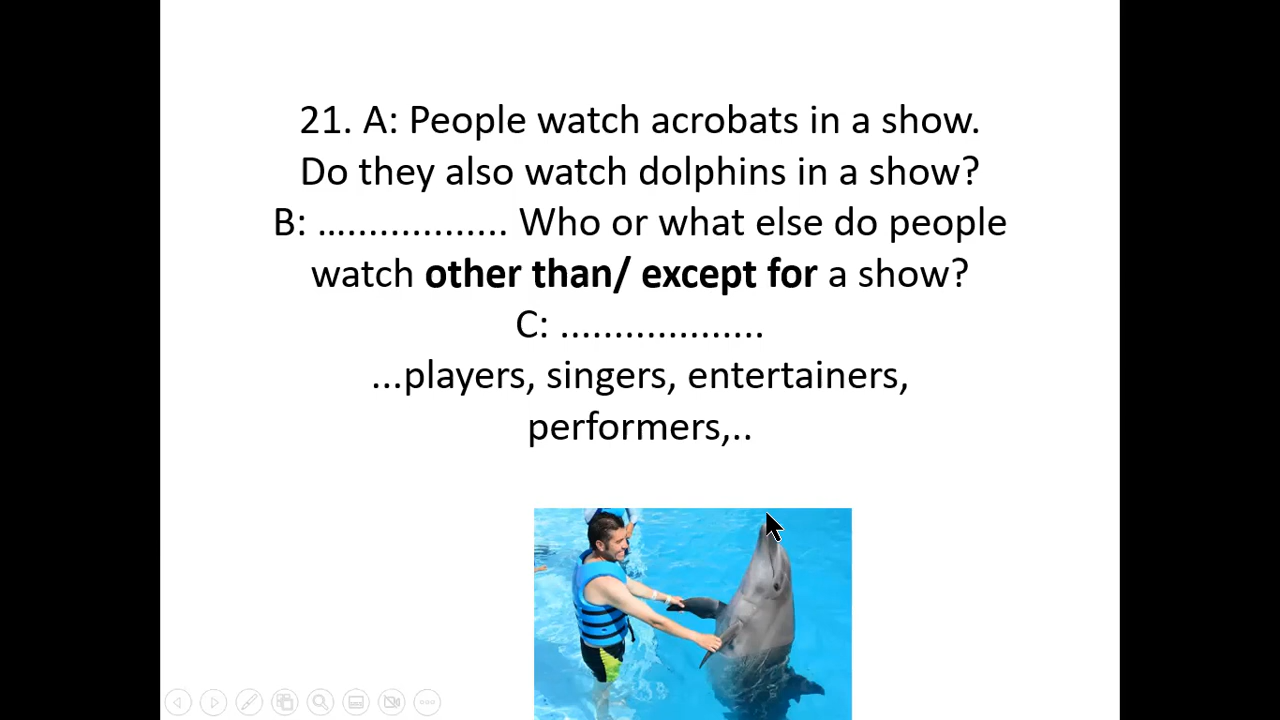 21. A: People watch acrobats in a show.
Do they also watch dolphins in a show?
B: ................... Who or what else do people
watch other than/ except for a show?
C: ...................
...players, singers, entertainers,
performers,..